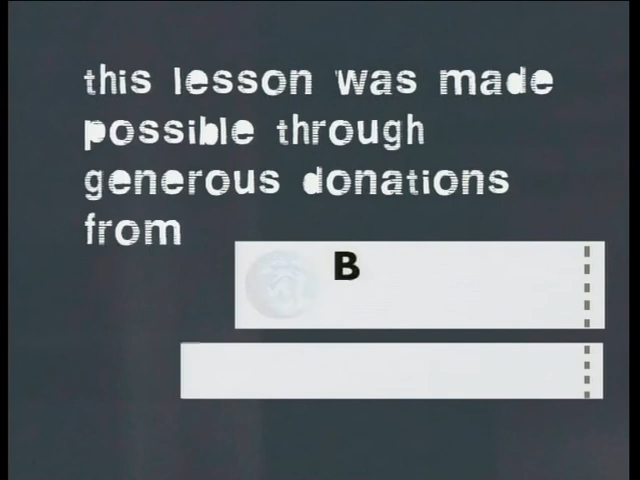 this lesson was made
possible through
generous donations
from
B